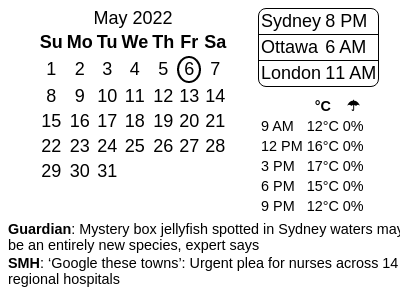 May 2022
Su Mo Tu We Th Fr Sa
1 2 3 4 5 6 7
8 9 10 11 12 13 14
15 16 17 18 19 20 21
22 23 24 25 26 27 28
29 30 31
Sydney 8 PM
Ottawa 6 AM
London 11 AM
°C ☂
9 AM 12°C 0%
12 PM 16°C 0%
3 PM 17°C 0%
6 PM 15°C 0%
9 PM 12°C 0%
Guardian: Mystery box jellyfish spotted in Sydney waters may
be an entirely new species, expert says
SMH: ‘Google these towns’: Urgent plea for nurses across 14
regional hospitals